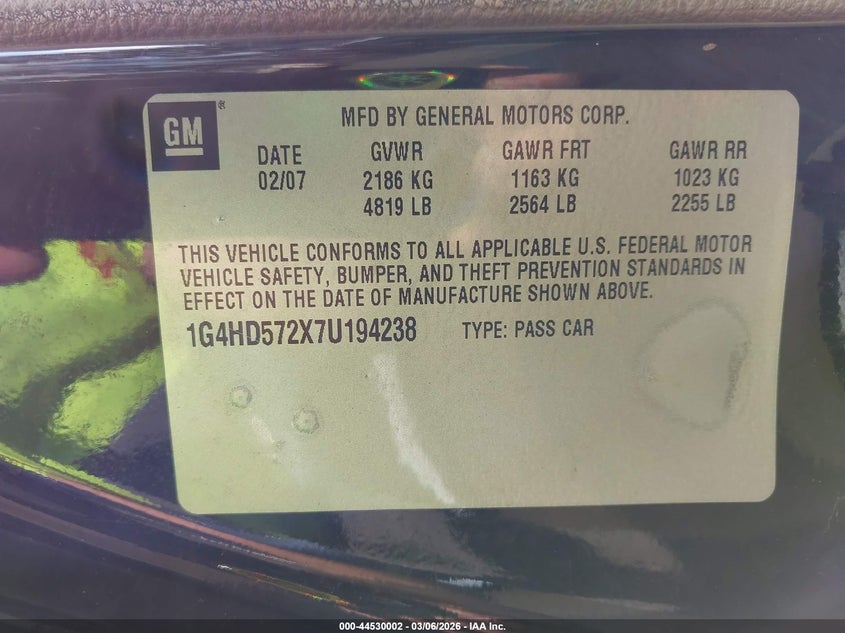 GM ®
MFD BY GENERAL MOTORS CORP.
DATE GVWR GAWR FRT GAWR RR
02/07 2186 KG 1163 KG 1023 KG
4819 LB 2564 LB 2255 LB
THIS VEHICLE CONFORMS TO ALL APPLICABLE U.S. FEDERAL MOTOR
VEHICLE SAFETY, BUMPER, AND THEFT PREVENTION STANDARDS IN
EFFECT ON THE DATE OF MANUFACTURE SHOWN ABOVE.
1G4HD572X7U194238 TYPE: PASS CAR
000-44530002 - 03/06/2026 - IAA Inc.